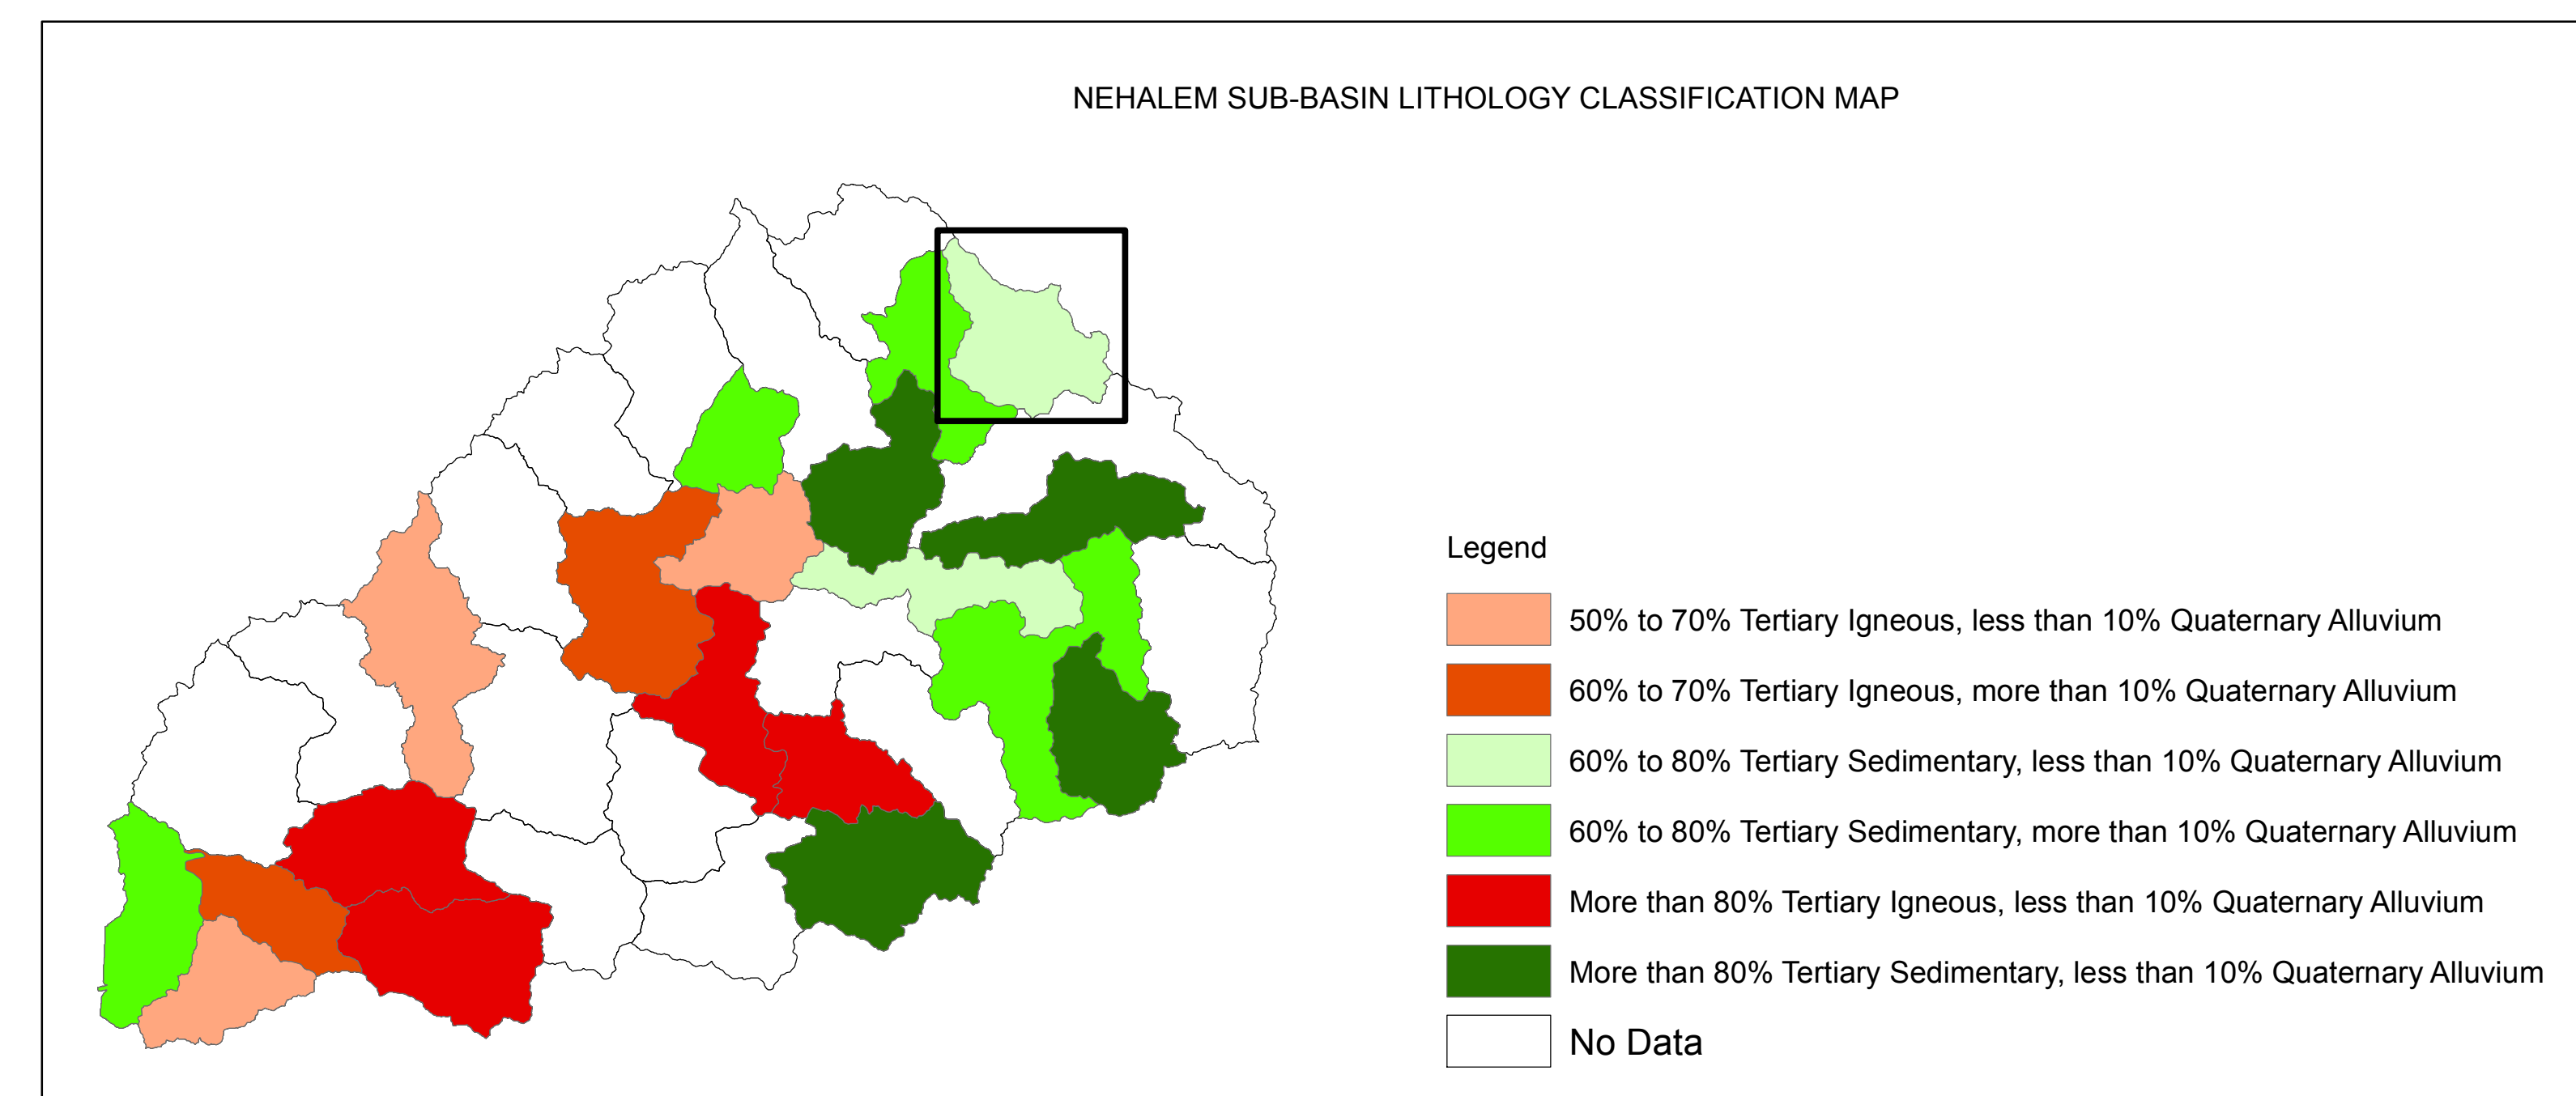 NEHALEM SUB-BASIN LITHOLOGY CLASSIFICATION MAP
Legend
50% to 70% Tertiary Igneous, less than 10% Quaternary Alluvium
60% to 70% Tertiary Igneous, more than 10% Quaternary Alluvium
60% to 80% Tertiary Sedimentary, less than 10% Quaternary Alluvium
60% to 80% Tertiary Sedimentary, more than 10% Quaternary Alluvium
More than 80% Tertiary Igneous, less than 10% Quaternary Alluvium
More than 80% Tertiary Sedimentary, less than 10% Quaternary Alluvium
No Data